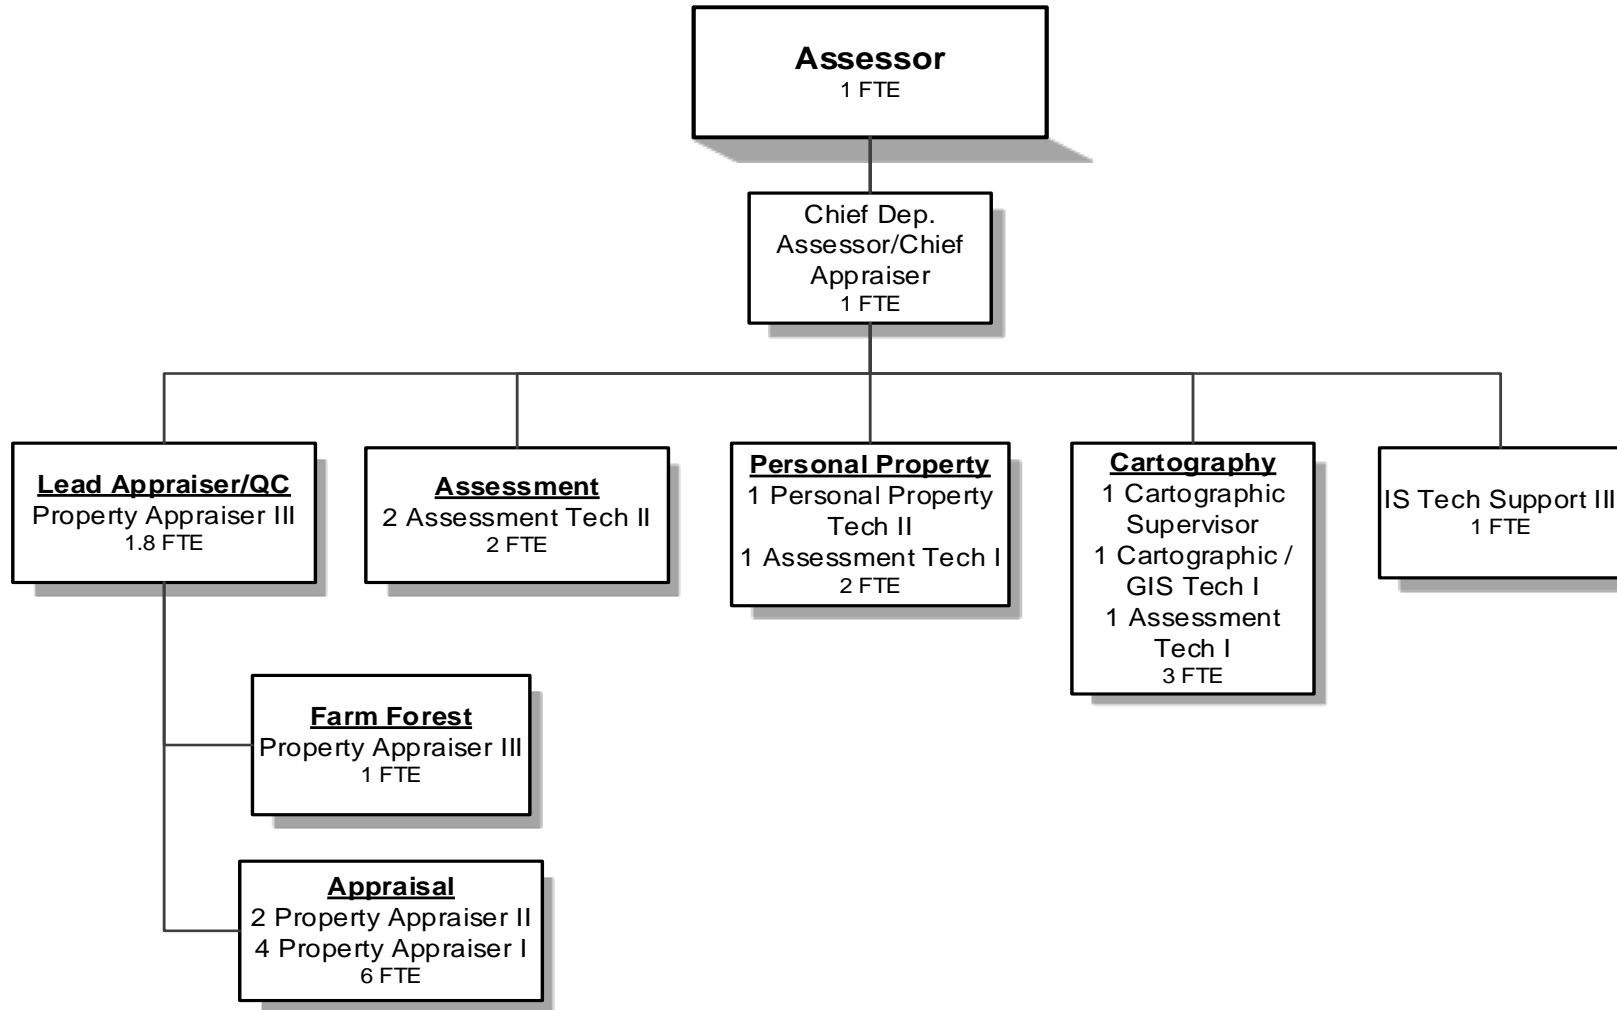 Assessor
1 FTE
Chief Dep.
Assessor/Chief
Appraiser
1 FTE
Lead Appraiser/QC
Property Appraiser III
1.8 FTE
Assessment
2 Assessment Tech II
2 FTE
Personal Property
1 Personal Property
Tech II
1 Assessment Tech I
2 FTE
Cartography
1 Cartographic
Supervisor
1 Cartographic /
GIS Tech I
1 Assessment
Tech I
3 FTE
IS Tech Support III
1 FTE
Farm Forest
Property Appraiser III
1 FTE
Appraisal
2 Property Appraiser II
4 Property Appraiser I
6 FTE